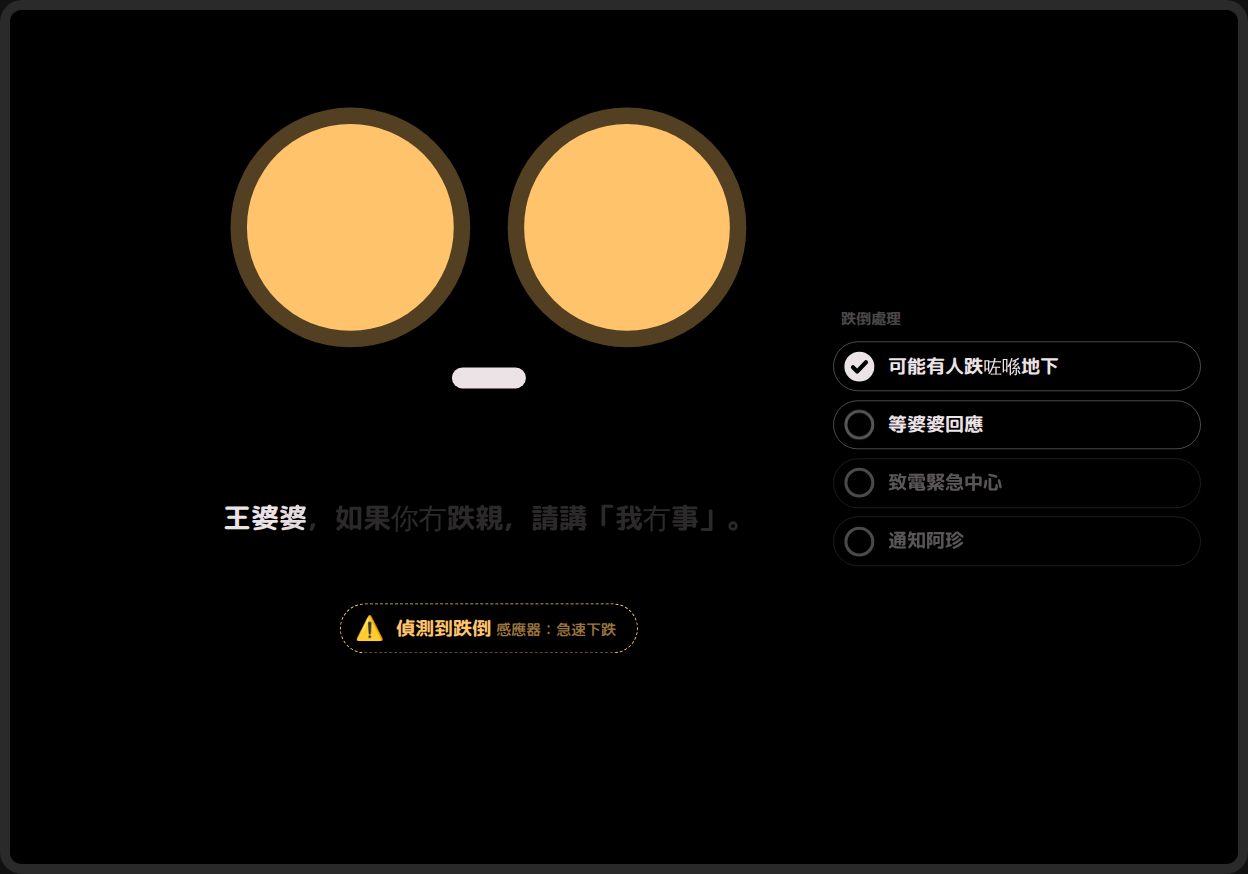 跌倒處理
可能有人跌咗喺地下
等婆婆回應
致電緊急中心
通知阿珍
王婆婆，如果你冇跌親，請講「我冇事」。
⚠️ 偵測到跌倒 感應器：急速下跌